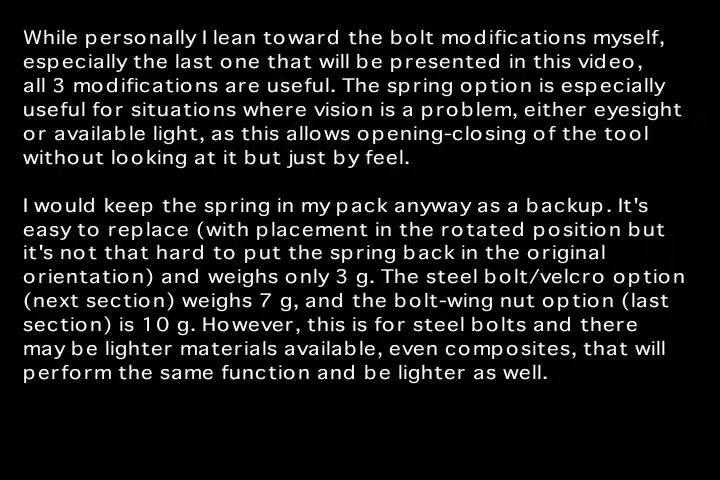 While personally I lean toward the bolt modifications myself,
especially the last one that will be presented in this video,
all 3 modifications are useful. The spring option is especially
useful for situations where vision is a problem, either eyesight
or available light, as this allows opening-closing of the tool
without looking at it but just by feel.
I would keep the spring in my pack anyway as a backup. It's
easy to replace (with placement in the rotated position but
it's not that hard to put the spring back in the original
orientation) and weighs only 3 g. The steel bolt/velcro option
(next section) weighs 7 g, and the bolt-wing nut option (last
section) is 10 g. However, this is for steel bolts and there
may be lighter materials available, even composites, that will
perform the same function and be lighter as well.